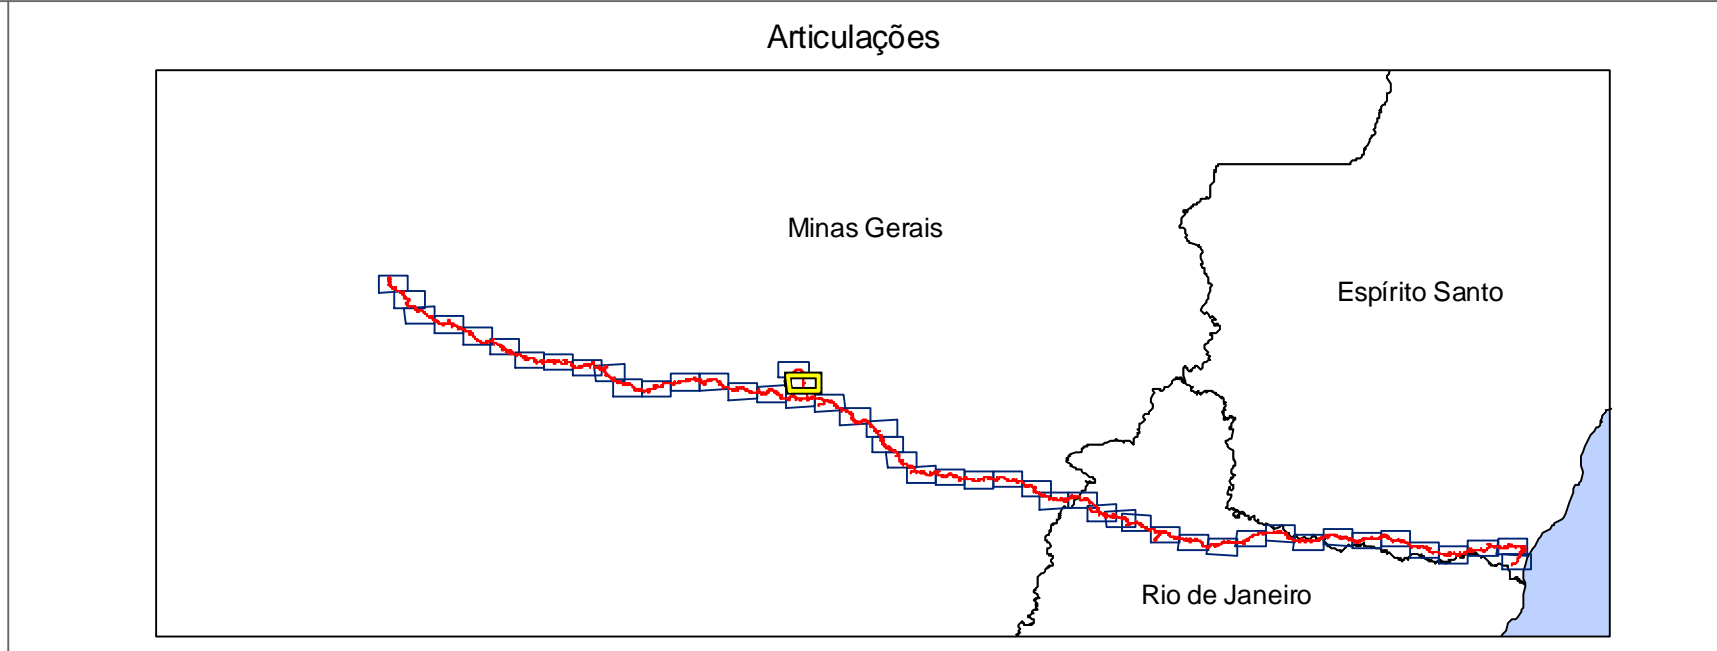 Articulações
Minas Gerais
Espírito Santo
Rio de Janeiro